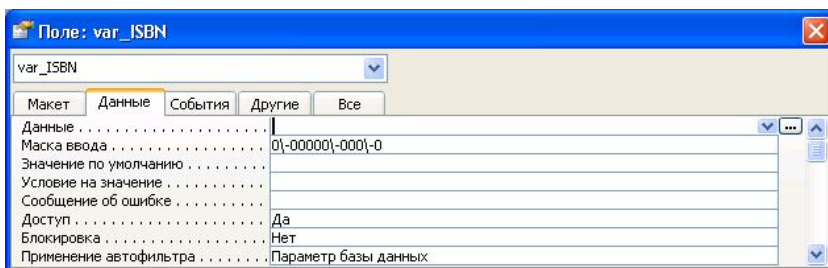 Поле: var_ISBN
var_ISBN
Макет Данные События Другие Все
Данные . . . . . . . . . . . . . . . . . . . . . . ...
Маска ввода . . . . . . . . . . . . . . . . . . 0\-00000\-000\-0
Значение по умолчанию . . . . . . . . .
Условие на значение . . . . . . . . . . .
Сообщение об ошибке . . . . . . . . . .
Доступ . . . . . . . . . . . . . . . . . . . . . . Да
Блокировка . . . . . . . . . . . . . . . . . . . Нет
Применение автофильтра . . . . . . . . Параметр базы данных